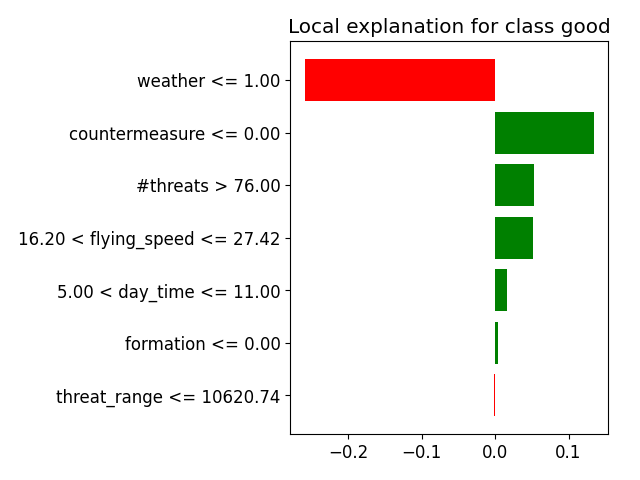 Local explanation for class good
weather <= 1.00
countermeasure <= 0.00
#threats > 76.00
16.20 < flying_speed <= 27.42
5.00 < day_time <= 11.00
formation <= 0.00
threat_range <= 10620.74
−0.2 −0.1 0.0 0.1